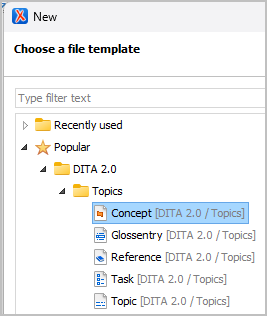 New
Choose a file template
Type filter text
Recently used
Popular
DITA 2.0
Topics
Concept [DITA 2.0 / Topics]
Glossentry [DITA 2.0 / Topics]
Reference [DITA 2.0 / Topics]
Task [DITA 2.0 / Topics]
Topic [DITA 2.0 / Topics]